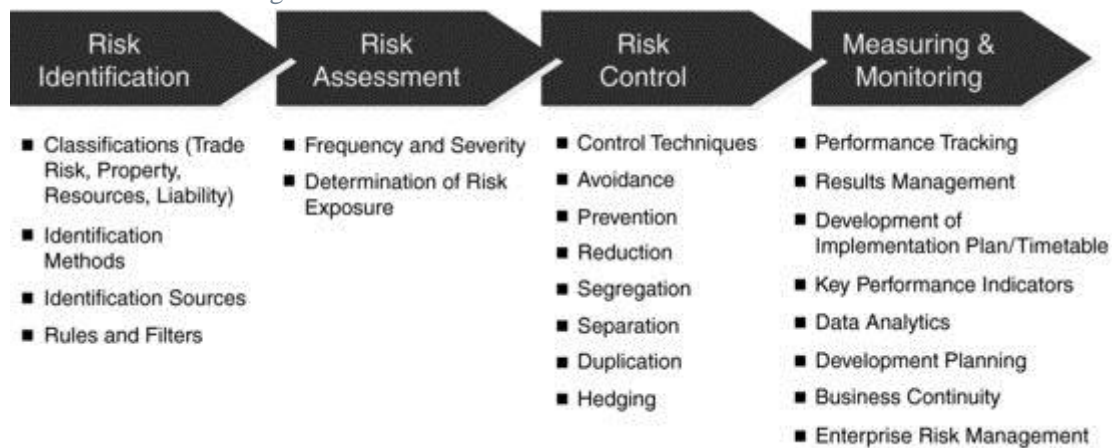 Risk
Identification
Risk
Assessment
Risk
Control
Measuring &
Monitoring
Classifications (Trade
Risk, Property,
Resources, Liability)
Identification
Methods
Identification Sources
Rules and Filters
Frequency and Severity
Determination of Risk
Exposure
Control Techniques
Avoidance
Prevention
Reduction
Segregation
Separation
Duplication
Hedging
Performance Tracking
Results Management
Development of
Implementation Plan/Timetable
Key Performance Indicators
Data Analytics
Development Planning
Business Continuity
Enterprise Risk Management